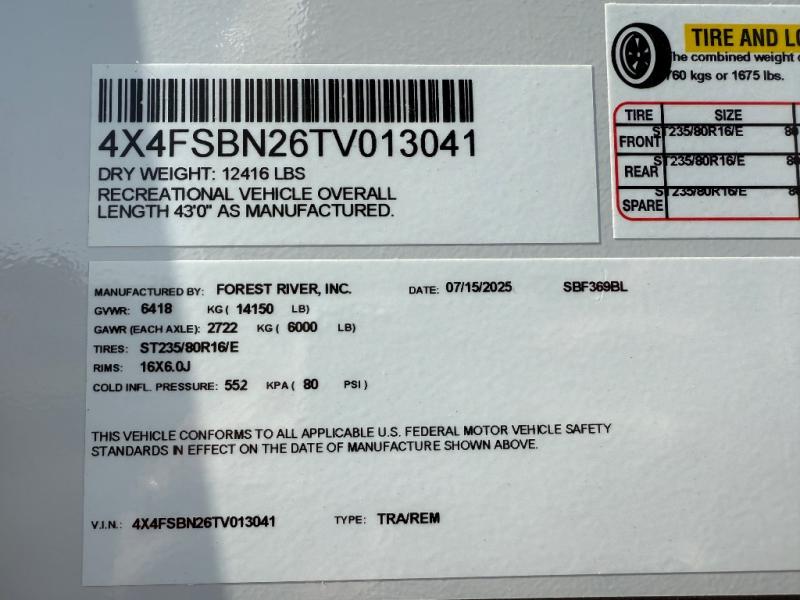 4X4FSBN26TV013041
DRY WEIGHT: 12416 LBS
RECREATIONAL VEHICLE OVERALL
LENGTH 43'0" AS MANUFACTURED.
TIRE AND LO
he combined weight o
760 kgs or 1675 lbs.
TIRE SIZE
FRONT ST235/80R16/E 80
REAR ST235/80R16/E 80
SPARE ST235/80R16/E 80
MANUFACTURED BY: FOREST RIVER, INC. DATE: 07/15/2025 SBF369BL
GVWR: 6418 KG ( 14150 LB)
GAWR (EACH AXLE): 2722 KG ( 6000 LB)
TIRES: ST235/80R16/E
RIMS: 16X6.0J
COLD INFL. PRESSURE: 552 KPA ( 80 PSI )
THIS VEHICLE CONFORMS TO ALL APPLICABLE U.S. FEDERAL MOTOR VEHICLE SAFETY
STANDARDS IN EFFECT ON THE DATE OF MANUFACTURE SHOWN ABOVE.
V.I.N.: 4X4FSBN26TV013041 TYPE: TRA/REM